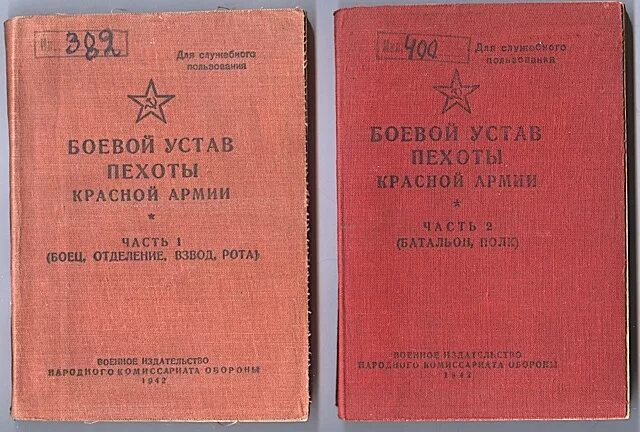 Инв. 389
Для служебного
пользования
БОЕВОЙ УСТАВ
ПЕХОТЫ
КРАСНОЙ АРМИИ
*
ЧАСТЬ 1
(БОЕЦ, ОТДЕЛЕНИЕ, ВЗВОД, РОТА)
ВОЕННОЕ ИЗДАТЕЛЬСТВО
НАРОДНОГО КОМИССАРИАТА ОБОРОНЫ
1942
400
Для служебного
пользования
БОЕВОЙ УСТАВ
ПЕХОТЫ
КРАСНОЙ АРМИИ
*
ЧАСТЬ 2
(БАТАЛЬОН, ПОЛК)
ВОЕННОЕ ИЗДАТЕЛЬСТВО
НАРОДНОГО КОМИССАРИАТА ОБОРОНЫ
1942